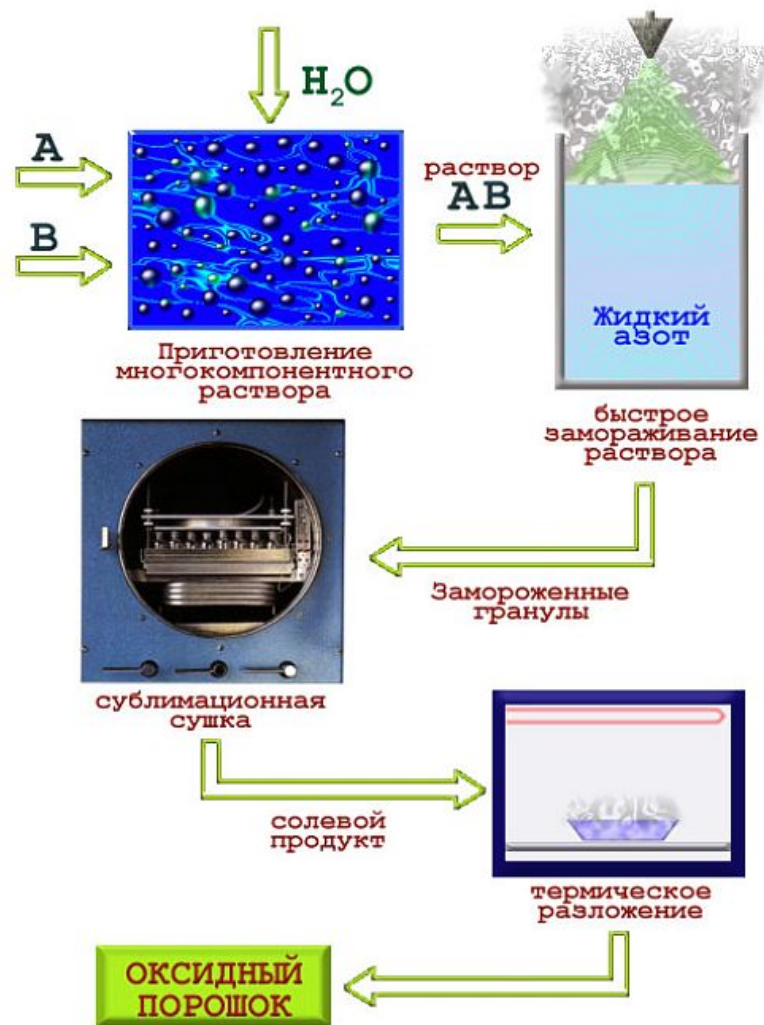 H₂O
A
B
раствор
AB
Жидкий
азот
Приготовление
многокомпонентного
раствора
быстрое
замораживание
раствора
Замороженные
гранулы
сублимационная
сушка
солевой
продукт
термическое
разложение
ОКСИДНЫЙ
ПОРОШОК